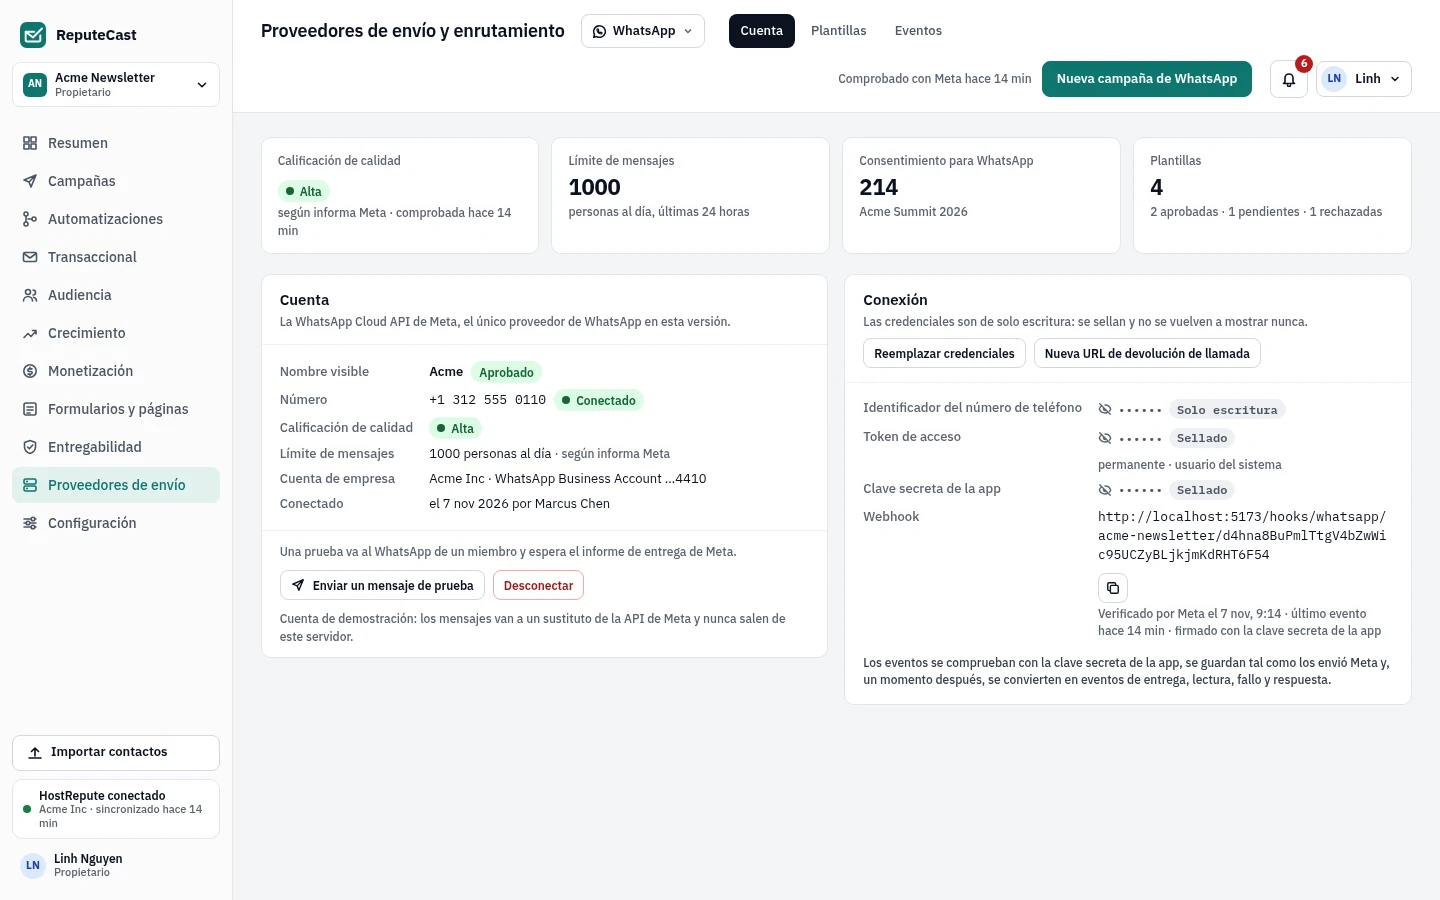 ReputeCast
AN
Acme Newsletter
Propietario
Resumen
Campañas
Automatizaciones
Transaccional
Audiencia
Crecimiento
Monetización
Formularios y páginas
Entregabilidad
Proveedores de envío
Configuración
Importar contactos
HostRepute conectado
Acme Inc · sincronizado hace 14
min
LN
Linh Nguyen
Propietario
Proveedores de envío y enrutamiento
WhatsApp
Cuenta
Plantillas
Eventos
Comprobado con Meta hace 14 min
Nueva campaña de WhatsApp
6
LN
Linh
Calificación de calidad
Alta
según informa Meta · comprobada hace 14
min
Límite de mensajes
1000
personas al día, últimas 24 horas
Consentimiento para WhatsApp
214
Acme Summit 2026
Plantillas
4
2 aprobadas · 1 pendientes · 1 rechazadas
Cuenta
La WhatsApp Cloud API de Meta, el único proveedor de WhatsApp en esta versión.
Nombre visible
Acme Aprobado
Número
+1 312 555 0110 Conectado
Calificación de calidad
Alta
Límite de mensajes
1000 personas al día · según informa Meta
Cuenta de empresa
Acme Inc · WhatsApp Business Account …4410
Conectado
el 7 nov 2026 por Marcus Chen
Una prueba va al WhatsApp de un miembro y espera el informe de entrega de Meta.
Enviar un mensaje de prueba
Desconectar
Cuenta de demostración: los mensajes van a un sustituto de la API de Meta y nunca salen de
este servidor.
Conexión
Las credenciales son de solo escritura: se sellan y no se vuelven a mostrar nunca.
Reemplazar credenciales
Nueva URL de devolución de llamada
Identificador del número de teléfono
•••••• Solo escritura
Token de acceso
•••••• Sellado
permanente · usuario del sistema
Clave secreta de la app
•••••• Sellado
Webhook
http://localhost:5173/hooks/whatsapp/
acme-newsletter/d4hna8BuPmlTtgV4bZwWi
c95UCZyBLjkjmKdRHT6F54
Verificado por Meta el 7 nov, 9:14 · último evento
hace 14 min · firmado con la clave secreta de la app
Los eventos se comprueban con la clave secreta de la app, se guardan tal como los envió Meta y,
un momento después, se convierten en eventos de entrega, lectura, fallo y respuesta.